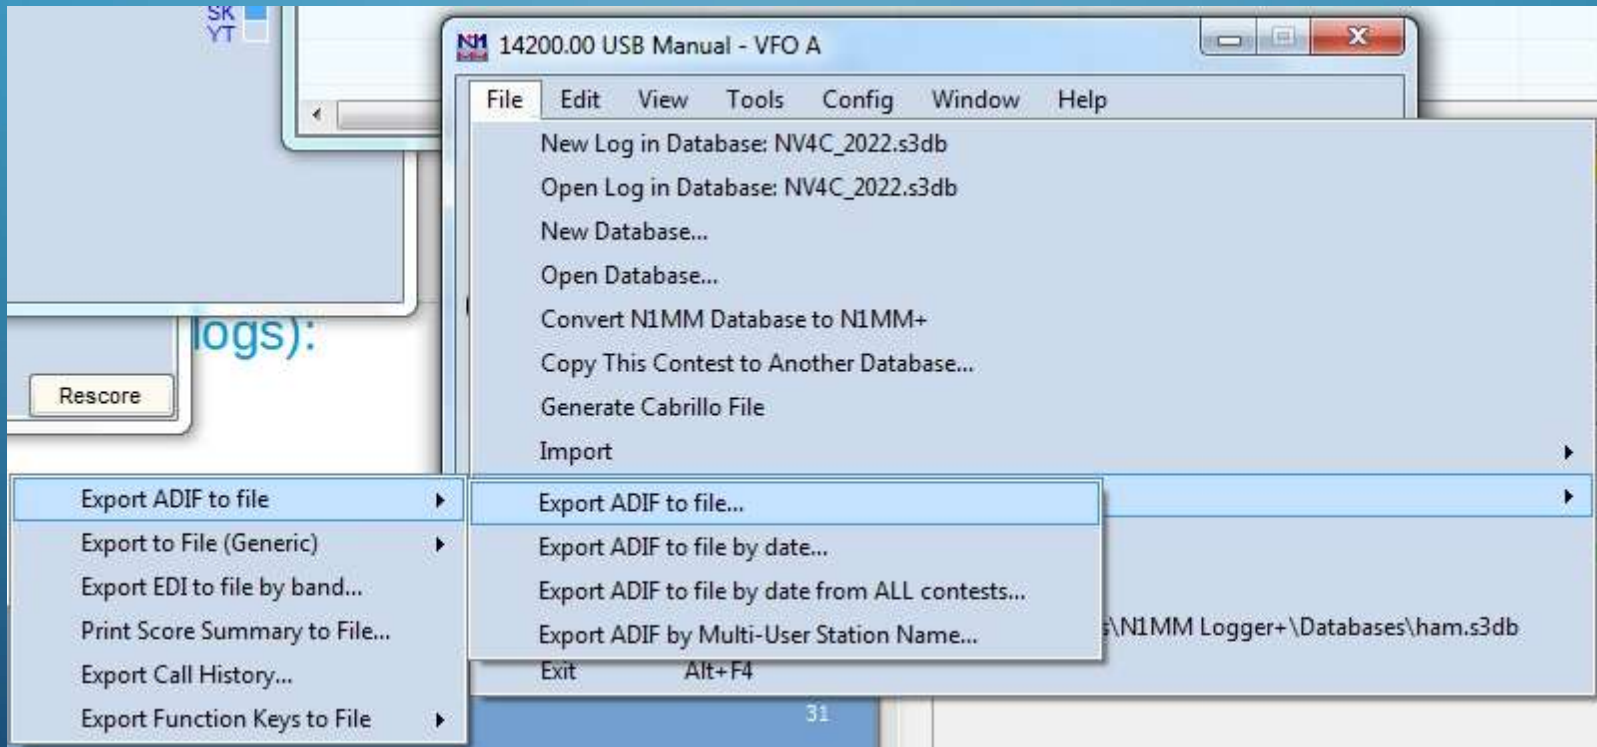 SK
YT
N1MM 14200.00 USB Manual - VFO A
File Edit View Tools Config Window Help
New Log in Database: NV4C_2022.s3db
Open Log in Database: NV4C_2022.s3db
New Database...
Open Database...
Convert N1MM Database to N1MM+
Copy This Contest to Another Database...
Generate Cabrillo File
Import
logs):
Rescore
Export ADIF to file
Export to File (Generic)
Export EDI to file by band...
Print Score Summary to File...
Export Call History...
Export Function Keys to File
Export ADIF to file...
Export ADIF to file by date...
Export ADIF to file by date from ALL contests...
Export ADIF by Multi-User Station Name...
\N1MM Logger+\Databases\ham.s3db
Exit Alt+F4
31